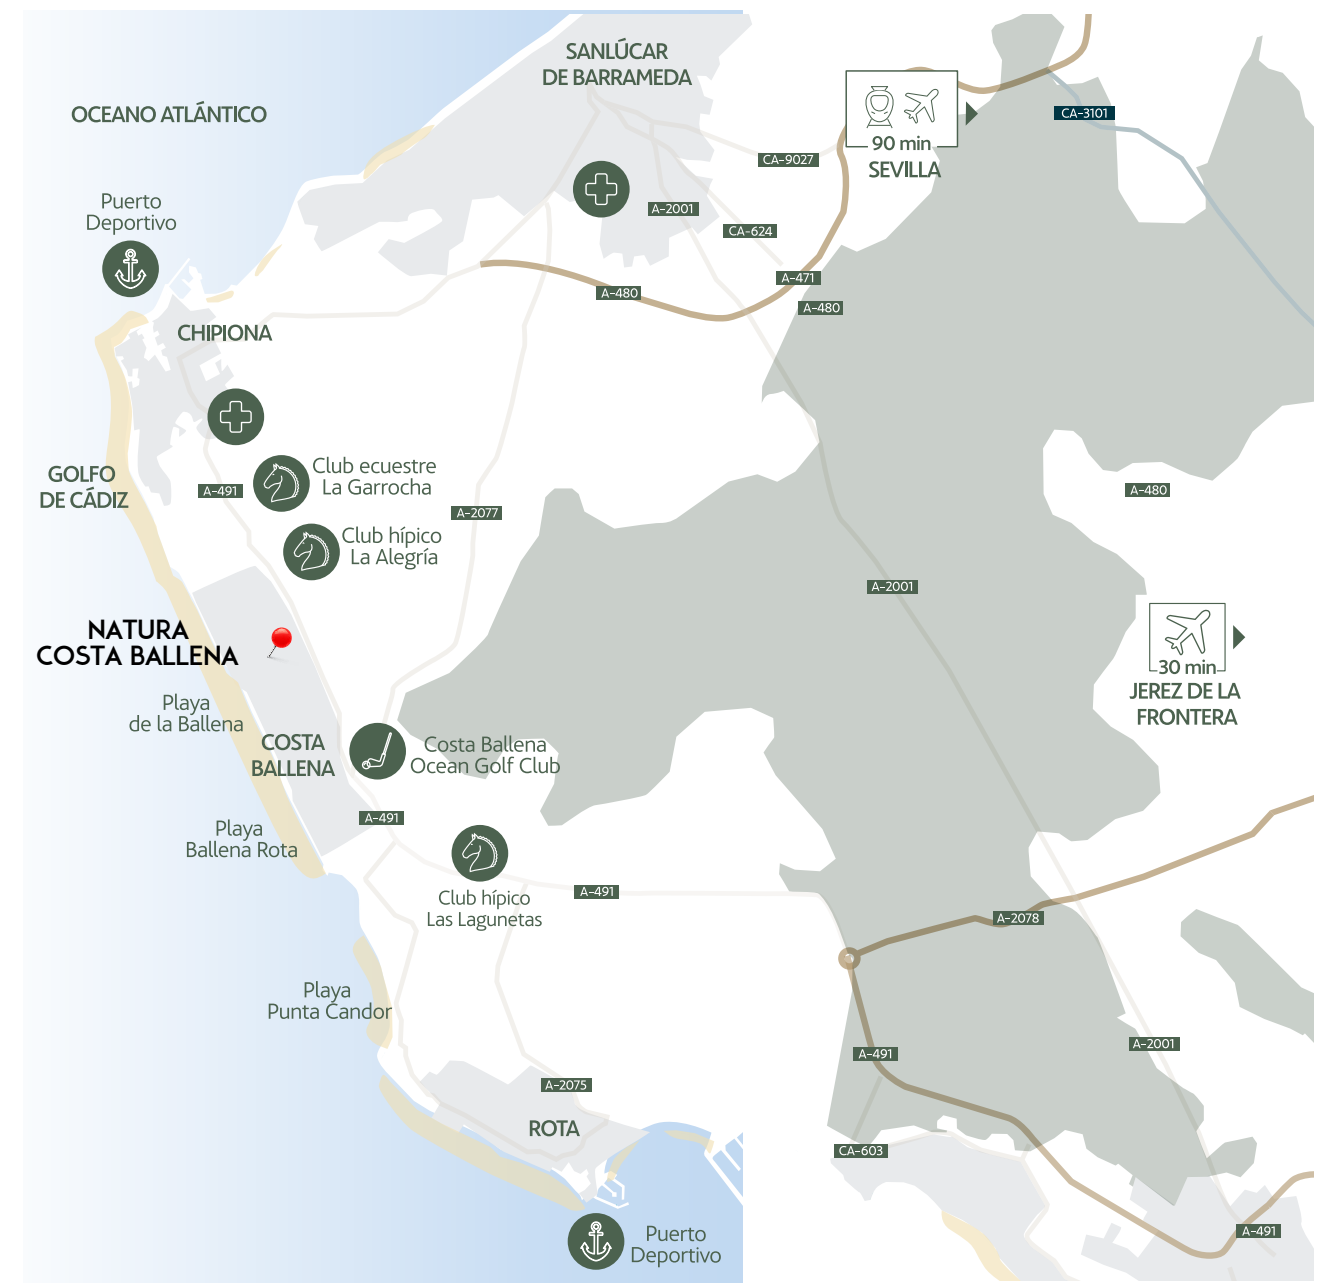 SANLÚCAR
DE BARRAMEDA
OCEANO ATLÁNTICO
CA-3101
90 min
SEVILLA
CA-9027
Puerto
Deportivo
A-2001
CA-624
A-471
A-480
A-480
CHIPIONA
Club ecuestre
La Garrocha
GOLFO
DE CÁDIZ
A-491
A-480
A-2077
Club hípico
La Alegría
A-2001
NATURA
COSTA BALLENA
30 min
JEREZ DE LA
FRONTERA
Playa
de la Ballena
COSTA
BALLENA
Costa Ballena
Ocean Golf Club
A-491
Playa
Ballena Rota
A-491
Club hípico
Las Lagunetas
A-2078
Playa
Punta Candor
A-491
A-2001
A-2075
ROTA
CA-603
A-491
Puerto
Deportivo